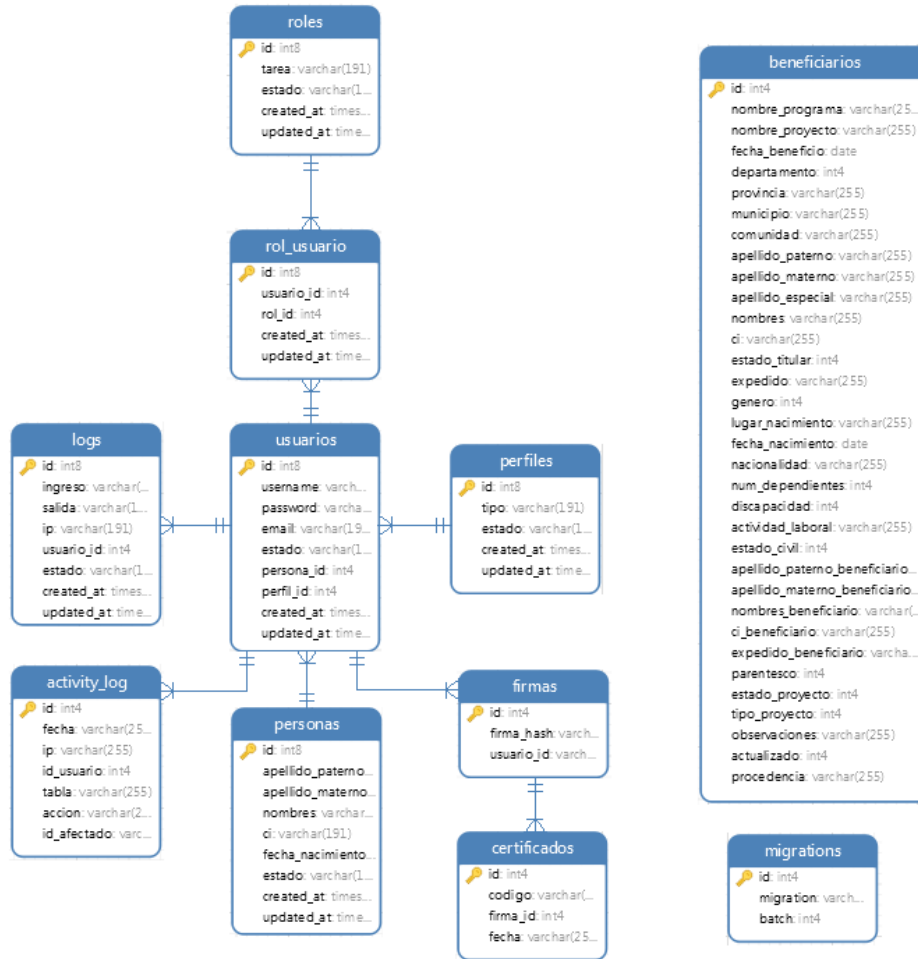 roles
id: int8
tarea: varchar(191)
estado: varchar(1...
created_at: times...
updated_at: time...
rol_usuario
id: int8
usuario_id: int4
rol_id: int4
created_at: times...
updated_at: time...
logs
id: int8
ingreso: varchar(...
salida: varchar(1...
ip: varchar(191)
usuario_id: int4
estado: varchar(1...
created_at: times...
updated_at: time...
usuarios
id: int8
username: varch...
password: varcha...
email: varchar(19...
estado: varchar(1...
persona_id: int4
perfil_id: int4
created_at: times...
updated_at: time...
perfiles
id: int8
tipo: varchar(191)
estado: varchar(1...
created_at: times...
updated_at: time...
activity_log
id: int4
fecha: varchar(25...
ip: varchar(255)
id_usuario: int4
tabla: varchar(255)
accion: varchar(2...
id_afectado: varc...
personas
id: int8
apellido_paterno...
apellido_materno...
nombres: varchar...
ci: varchar(191)
fecha_nacimiento...
estado: varchar(1...
created_at: times...
updated_at: time...
firmas
id: int4
firma_hash: varch...
usuario_id: varch...
certificados
id: int4
codigo: varchar(...
firma_id: int4
fecha: varchar(25...
beneficiarios
id: int4
nombre_programa: varchar(25...
nombre_proyecto: varchar(255)
fecha_beneficio: date
departamento: int4
provincia: varchar(255)
municipio: varchar(255)
comunidad: varchar(255)
apellido_paterno: varchar(255)
apellido_materno: varchar(255)
apellido_especial: varchar(255)
nombres: varchar(255)
ci: varchar(255)
estado_titular: int4
expedido: varchar(255)
genero: int4
lugar_nacimiento: varchar(255)
fecha_nacimiento: date
nacionalidad: varchar(255)
num_dependientes: int4
discapacidad: int4
actividad_laboral: varchar(255)
estado_civil: int4
apellido_paterno_beneficiario...
apellido_materno_beneficiario...
nombres_beneficiario: varchar(...
ci_beneficiario: varchar(255)
expedido_beneficiario: varcha...
parentesco: int4
estado_proyecto: int4
tipo_proyecto: int4
observaciones: varchar(255)
actualizado: int4
procedencia: varchar(255)
migrations
id: int4
migration: varch...
batch: int4